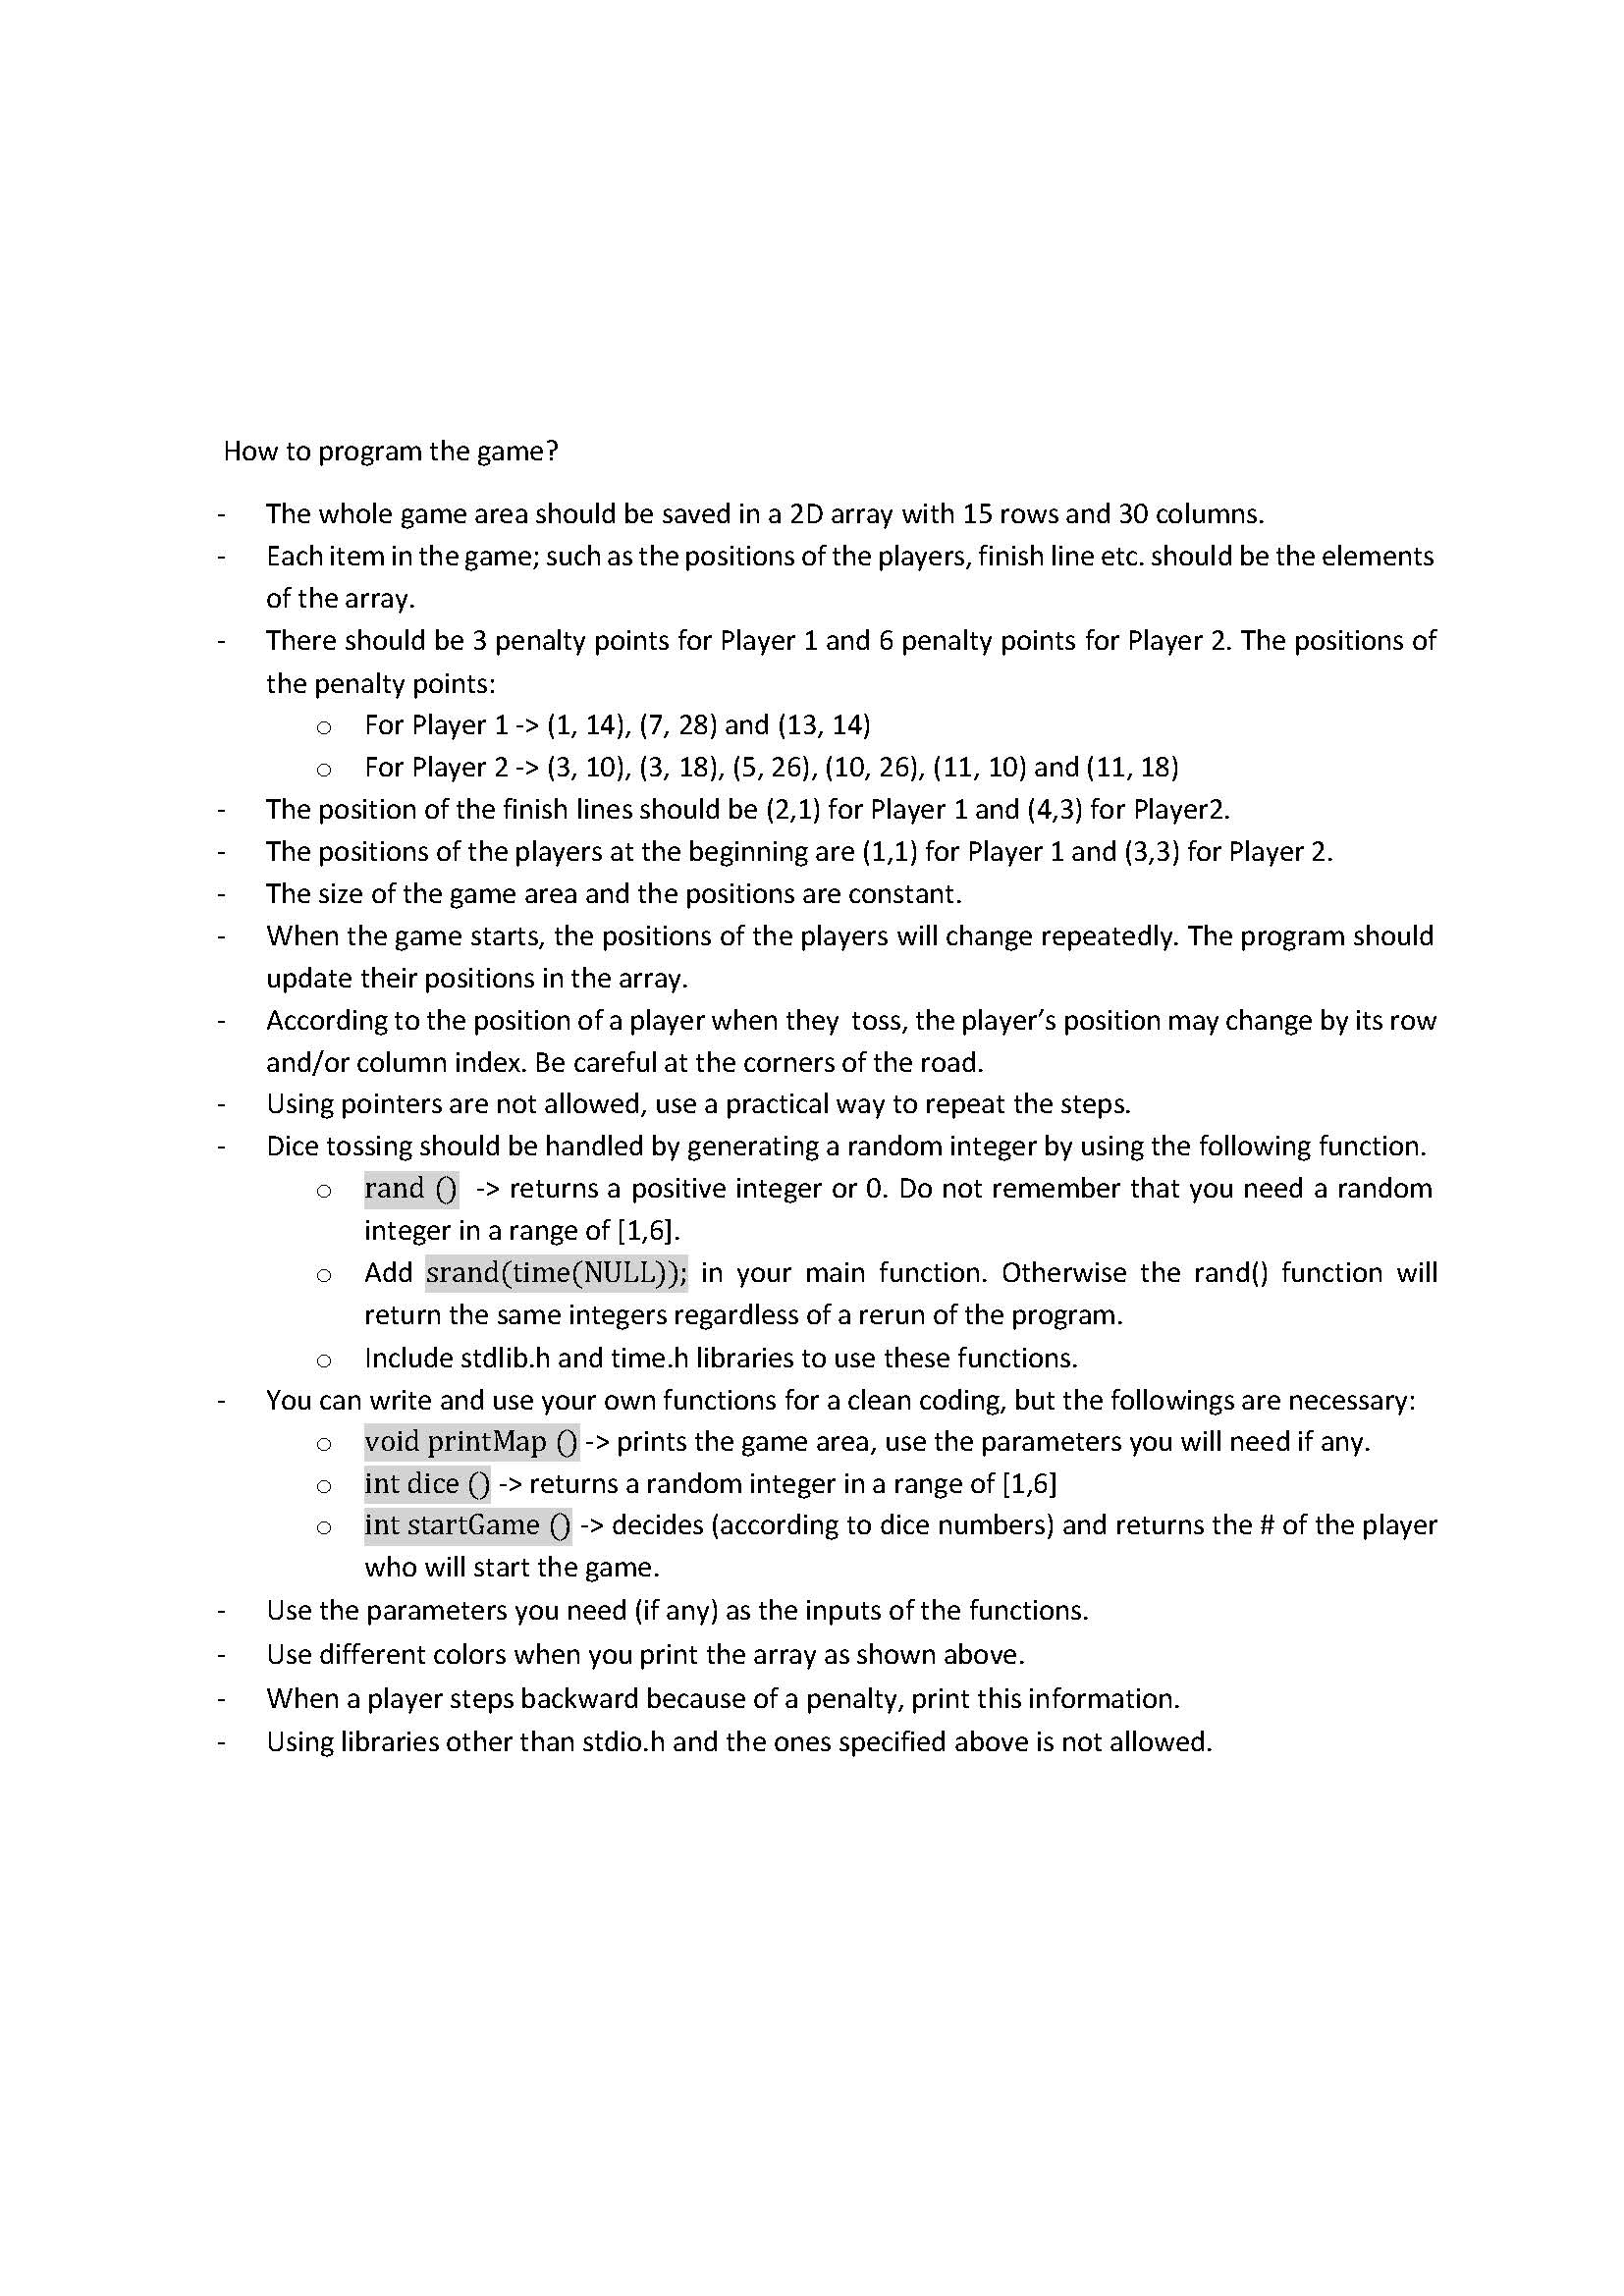 How to program the game?
- The whole game area should be saved in a 2D array with 15 rows and 30 columns.
- Each item in the game; such as the positions of the players, finish line etc. should be the elements
of the array.
- There should be 3 penalty points for Player 1 and 6 penalty points for Player 2. The positions of
the penalty points:
o For Player 1 -> (1, 14), (7, 28) and (13, 14)
o For Player 2 -> (3, 10), (3, 18), (5, 26), (10, 26), (11, 10) and (11, 18)
- The position of the finish lines should be (2,1) for Player 1 and (4,3) for Player2.
- The positions of the players at the beginning are (1,1) for Player 1 and (3,3) for Player 2.
- The size of the game area and the positions are constant.
- When the game starts, the positions of the players will change repeatedly. The program should
update their positions in the array.
- According to the position of a player when they toss, the player’s position may change by its row
and/or column index. Be careful at the corners of the road.
- Using pointers are not allowed, use a practical way to repeat the steps.
- Dice tossing should be handled by generating a random integer by using the following function.
o rand () -> returns a positive integer or 0. Do not remember that you need a random
integer in a range of [1,6].
o Add srand(time(NULL)); in your main function. Otherwise the rand() function will
return the same integers regardless of a rerun of the program.
o Include stdlib.h and time.h libraries to use these functions.
- You can write and use your own functions for a clean coding, but the followings are necessary:
o void printMap () -> prints the game area, use the parameters you will need if any.
o int dice () -> returns a random integer in a range of [1,6]
o int startGame () -> decides (according to dice numbers) and returns the # of the player
who will start the game.
- Use the parameters you need (if any) as the inputs of the functions.
- Use different colors when you print the array as shown above.
- When a player steps backward because of a penalty, print this information.
- Using libraries other than stdio.h and the ones specified above is not allowed.